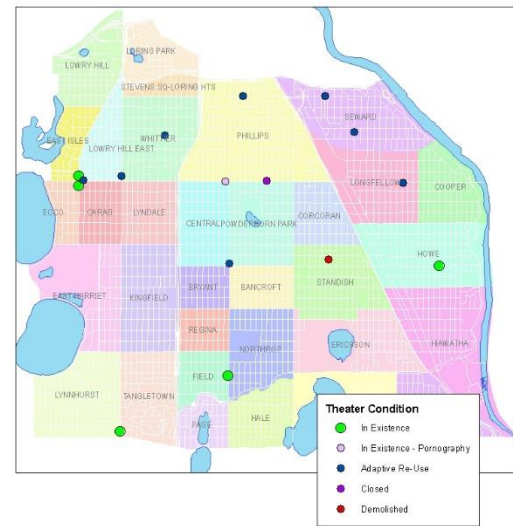 LORING PARK
LOWRY HILL
STEVENS SQ-LORING HTS
SEWARD
WHITTIER
PHILLIPS
EAST ISLES
LOWRY HILL EAST
LONGFELLOW
COOPER
ECCO
CARAG
LYNDALE
CENTRAL
POWDERHORN PARK
CORCORAN
HOWE
STANDISH
EAST HARRIET
KINGFIELD
BRYANT
BANCROFT
REGINA
NORTHROP
ERICSSON
HIAWATHA
FIELD
LYNNHURST
TANGLETOWN
PAGE
HALE
Theater Condition
In Existence
In Existence - Pornography
Adaptive Re-Use
Closed
Demolished